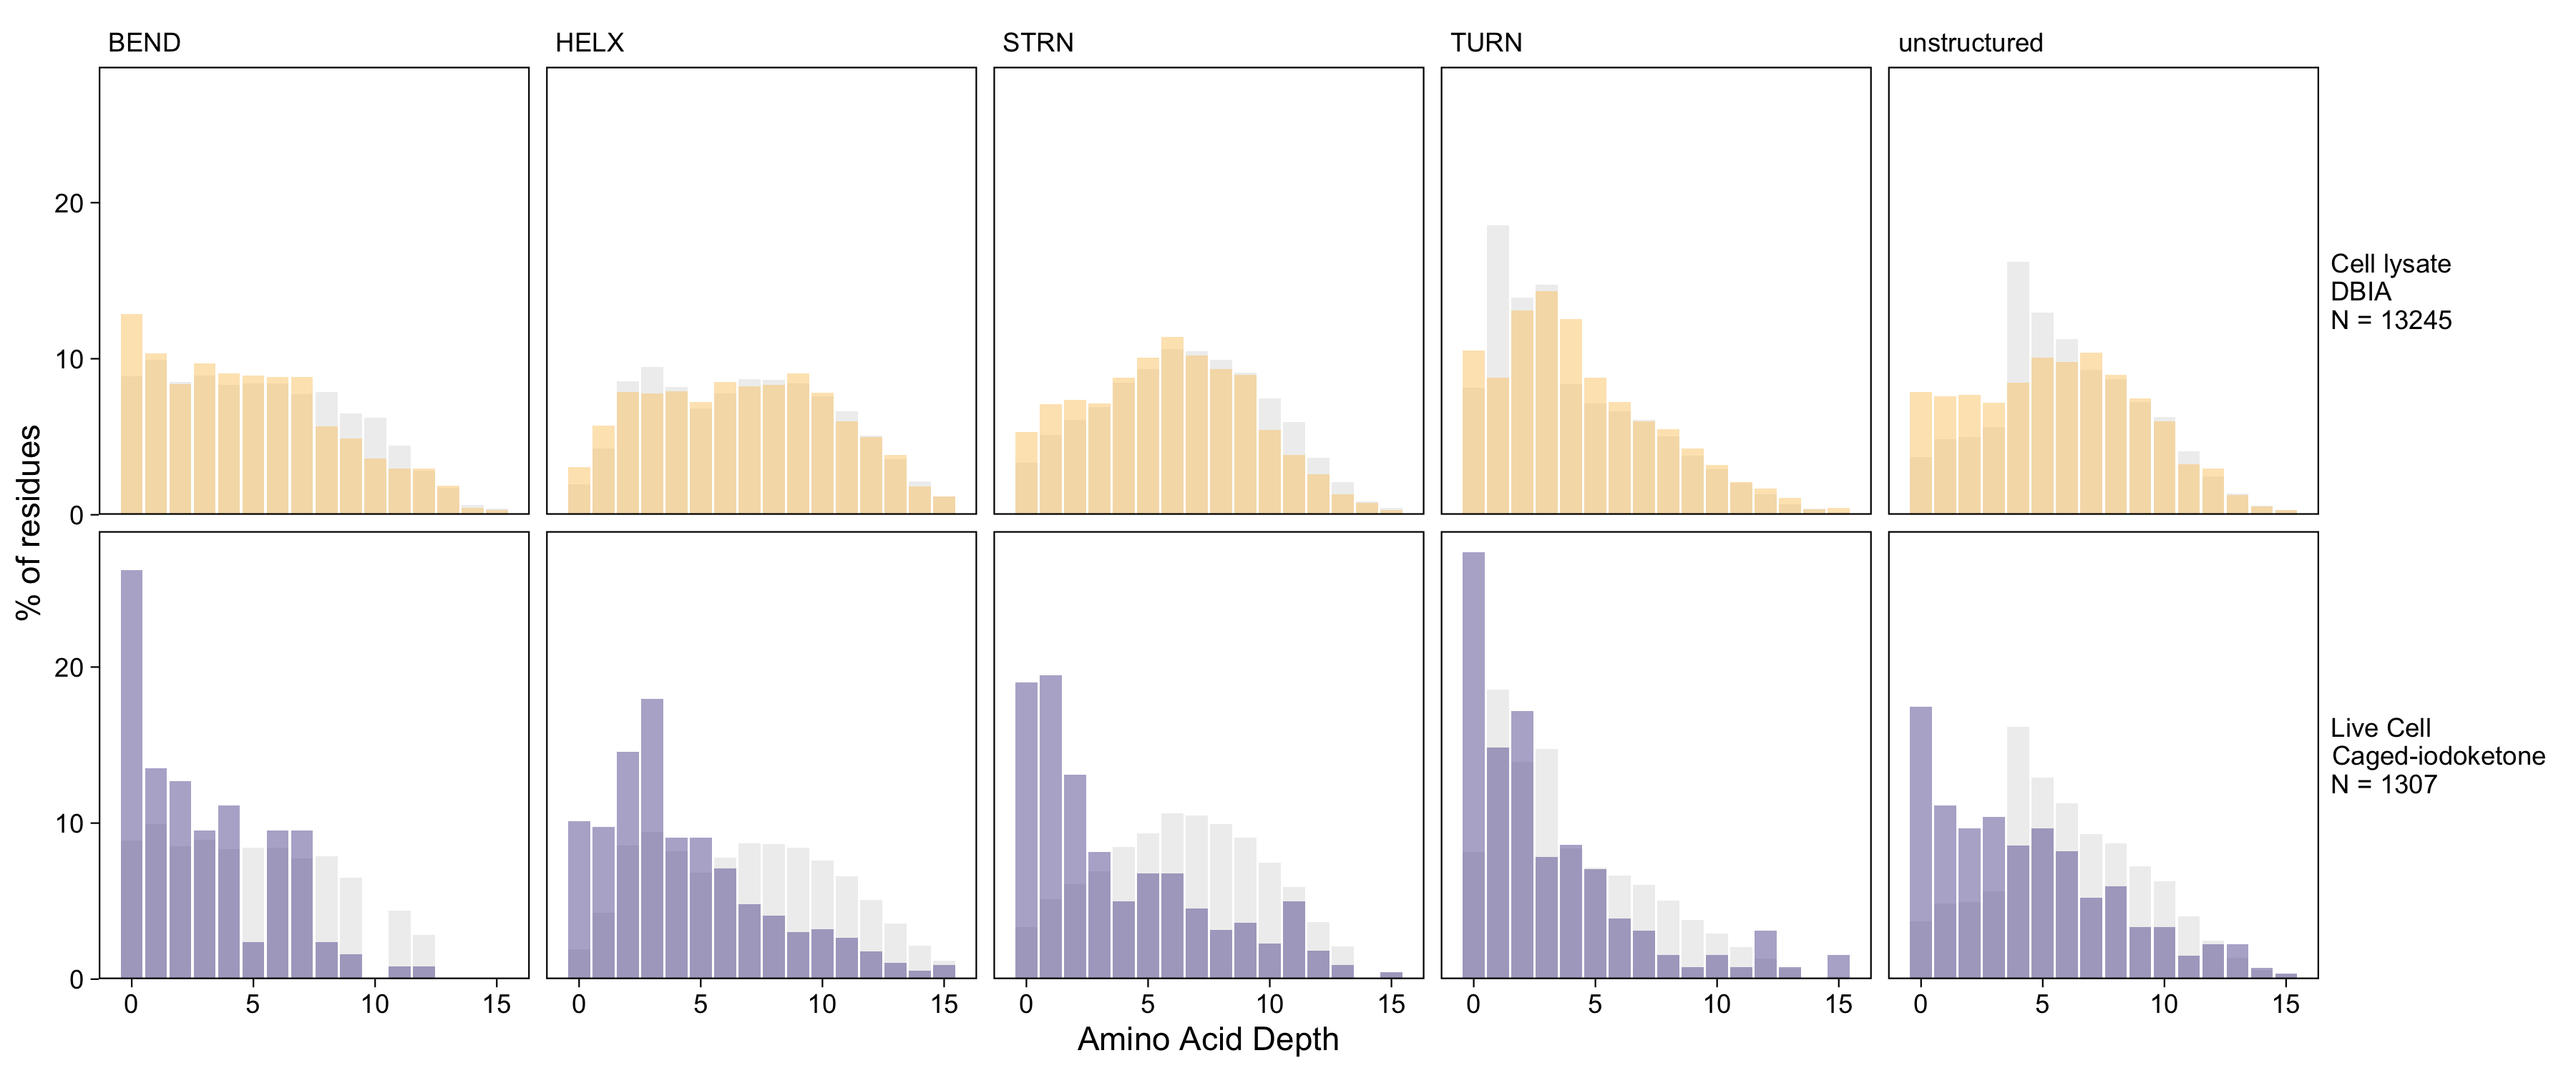 BEND
HELX
STRN
TURN
unstructured
% of residues
20
10
0
Cell lysate
DBIA
N = 13245
20
10
0
Live Cell
Caged-iodoketone
N = 1307
0 5 10 15
0 5 10 15
0 5 10 15
0 5 10 15
0 5 10 15
Amino Acid Depth